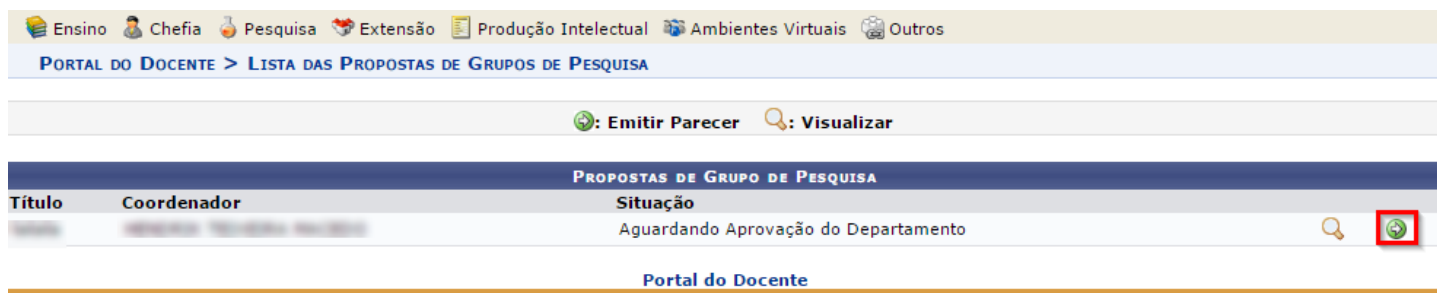 Ensino Chefia Pesquisa Extensão Produção Intelectual Ambientes Virtuais Outros
PORTAL DO DOCENTE > LISTA DAS PROPOSTAS DE GRUPOS DE PESQUISA
: Emitir Parecer : Visualizar
PROPOSTAS DE GRUPO DE PESQUISA
Título Coordenador Situação
Aguardando Aprovação do Departamento
Portal do Docente